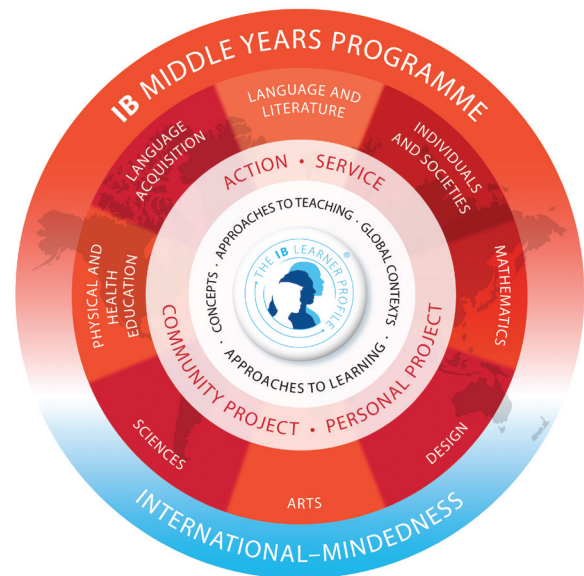 IB MIDDLE YEARS PROGRAMME
LANGUAGE AND
LITERATURE
INDIVIDUALS
AND SOCIETIES
MATHEMATICS
DESIGN
ARTS
SCIENCES
PHYSICAL AND
HEALTH
EDUCATION
LANGUAGE
ACQUISITION
ACTION • SERVICE
PERSONAL PROJECT
•
COMMUNITY PROJECT
APPROACHES TO TEACHING · GLOBAL CONTEXTS · APPROACHES TO LEARNING · CONCEPTS ·
THE IB LEARNER PROFILE
®
INTERNATIONAL–MINDEDNESS